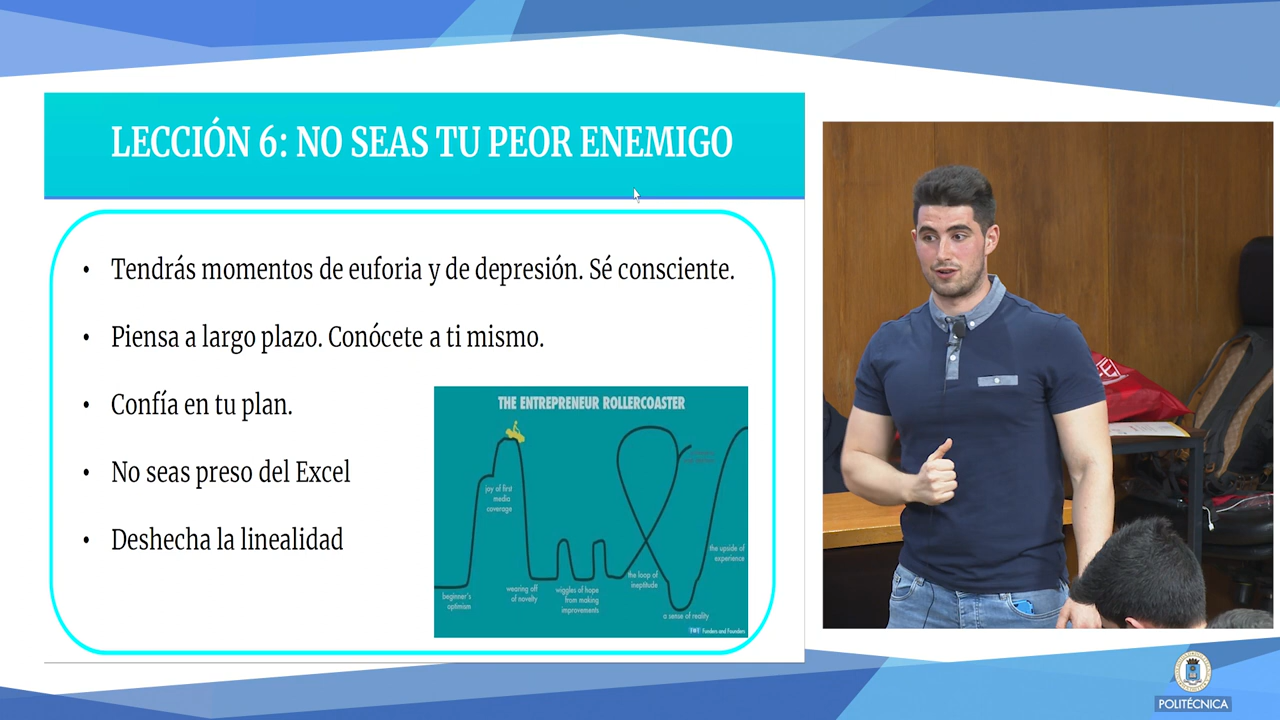 LECCIÓN 6: NO SEAS TU PEOR ENEMIGO
• Tendrás momentos de euforia y de depresión. Sé consciente.
• Piensa a largo plazo. Conócete a ti mismo.
• Confía en tu plan.
• No seas preso del Excel
• Deshecha la linealidad
THE ENTREPRENEUR ROLLERCOASTER
joy of first
media
coverage
beginner's
optimism
wearing off
of novelty
wiggles of hope
from making
improvements
the loop of
ineptitude
a sense of reality
the upside of
experience
Funders and Founders
POLITÉCNICA